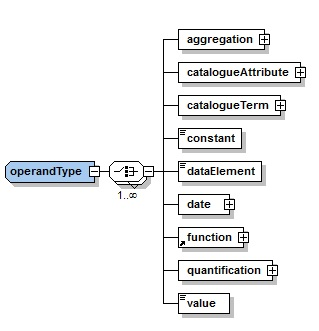 aggregation
catalogueAttribute
catalogueTerm
constant
operandType
dataElement
1..∞
date
function
quantification
value